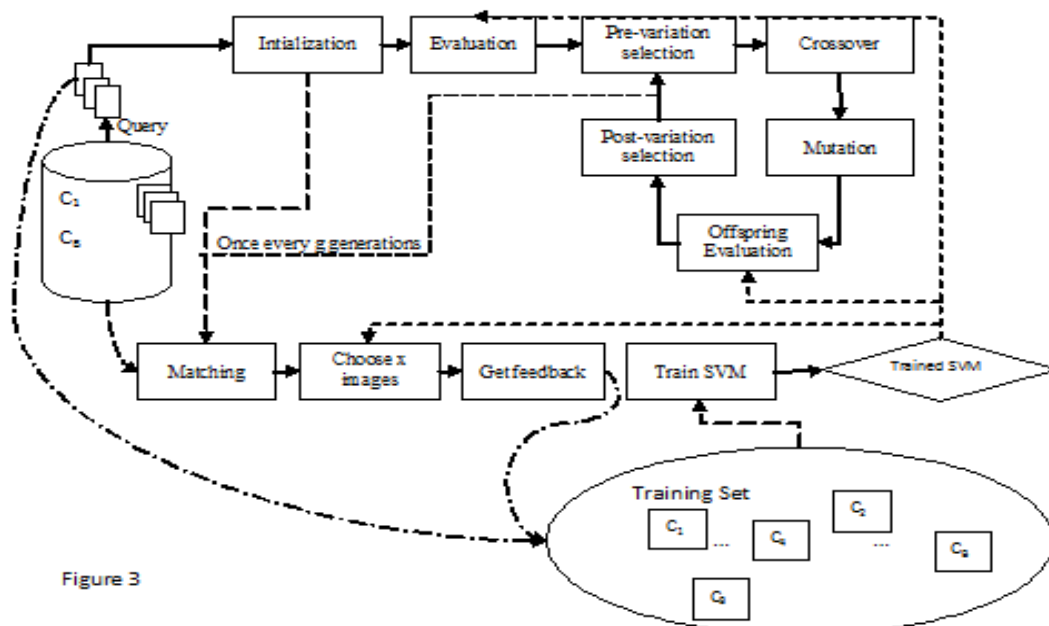 Intialization
Evaluation
Pre-variation
selection
Crossover
Query
Post-variation
selection
Mutation
C₁
C₈
Once every g generations
Offspring
Evaluation
Matching
Choose x
images
Get feedback
Train SVM
Trained SVM
Training Set
C₁
...
C₂
...
Figure 3